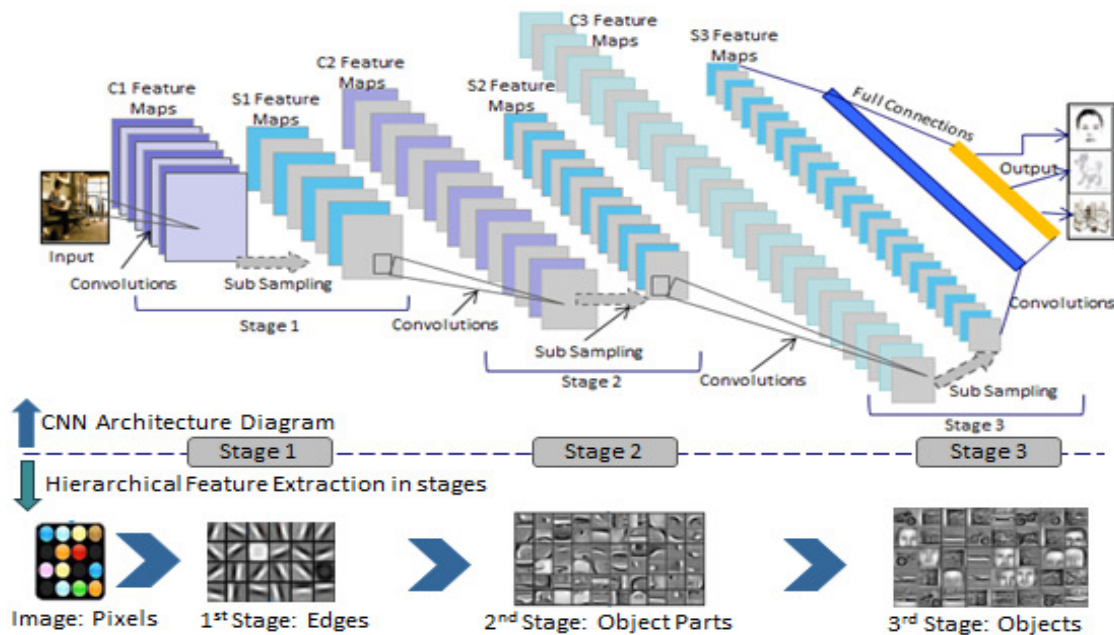 C1 Feature
Maps
S1 Feature
Maps
C2 Feature
Maps
S2 Feature
Maps
C3 Feature
Maps
S3 Feature
Maps
Full Connections
Output
Input
Convolutions
Sub Sampling
Stage 1
Convolutions
Sub Sampling
Stage 2
Convolutions
Sub Sampling
Stage 3
Convolutions
CNN Architecture Diagram
Stage 1
Stage 2
Stage 3
Hierarchical Feature Extraction in stages
Image: Pixels
1st Stage: Edges
2nd Stage: Object Parts
3rd Stage: Objects